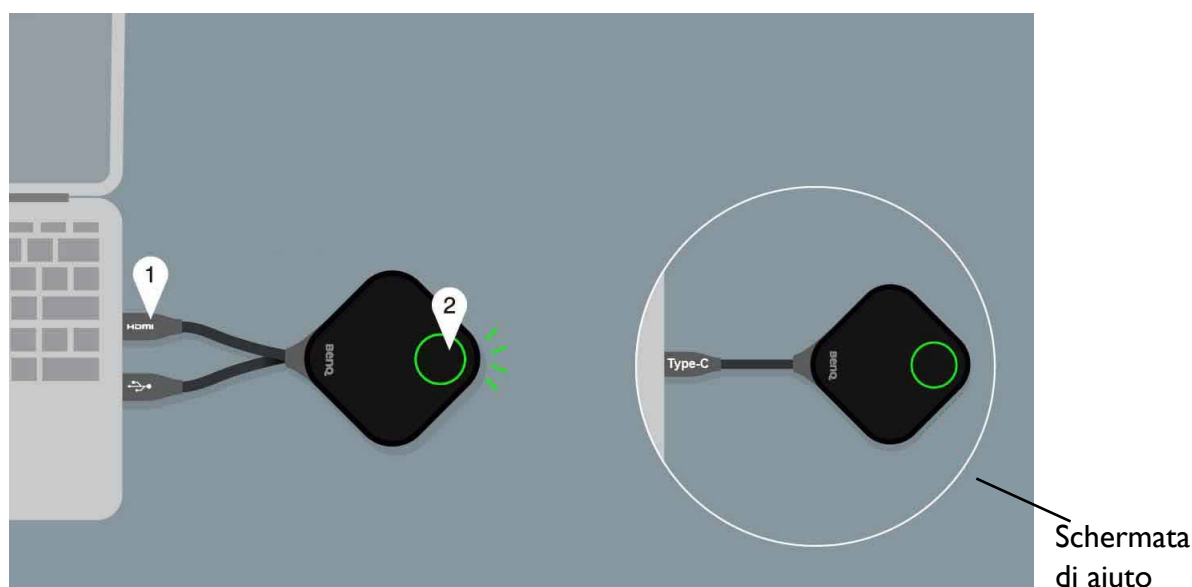 1
HDMI
BenQ
2
Type-C
BenQ
Schermata
di aiuto